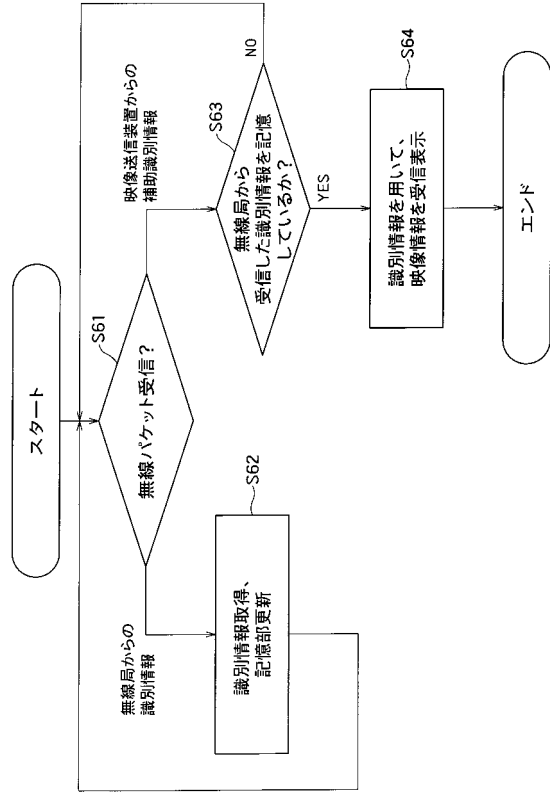 スタート
S61
無線パケット受信？
無線局からの
識別情報
映像送信装置からの
補助識別情報
S62
識別情報取得、
記憶部更新
S63
無線局から
受信した識別情報を記憶
しているか？
NO
YES
S64
識別情報を用いて、
映像情報を受信表示
エンド